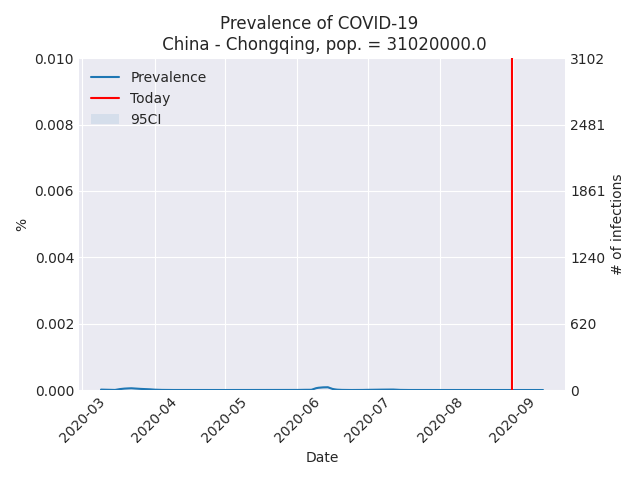 Prevalence of COVID-19
China - Chongqing, pop. = 31020000.0
Prevalence
Today
95CI
0.010
0.008
0.006
0.004
0.002
0.000
%
3102
2481
1861
1240
620
0
# of infections
2020-03
2020-04
2020-05
2020-06
2020-07
2020-08
2020-09
Date